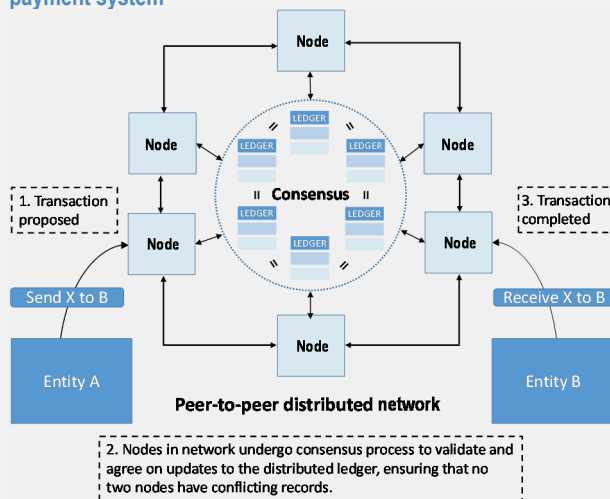 payment system
Node
Node
Node
LEDGER
LEDGER
LEDGER
=
=
1. Transaction
proposed
= Consensus =
3. Transaction
completed
Node
Node
LEDGER
LEDGER
LEDGER
=
=
Send X to B
Receive X to B
Node
Entity A
Entity B
Peer-to-peer distributed network
2. Nodes in network undergo consensus process to validate and
agree on updates to the distributed ledger, ensuring that no
two nodes have conflicting records.